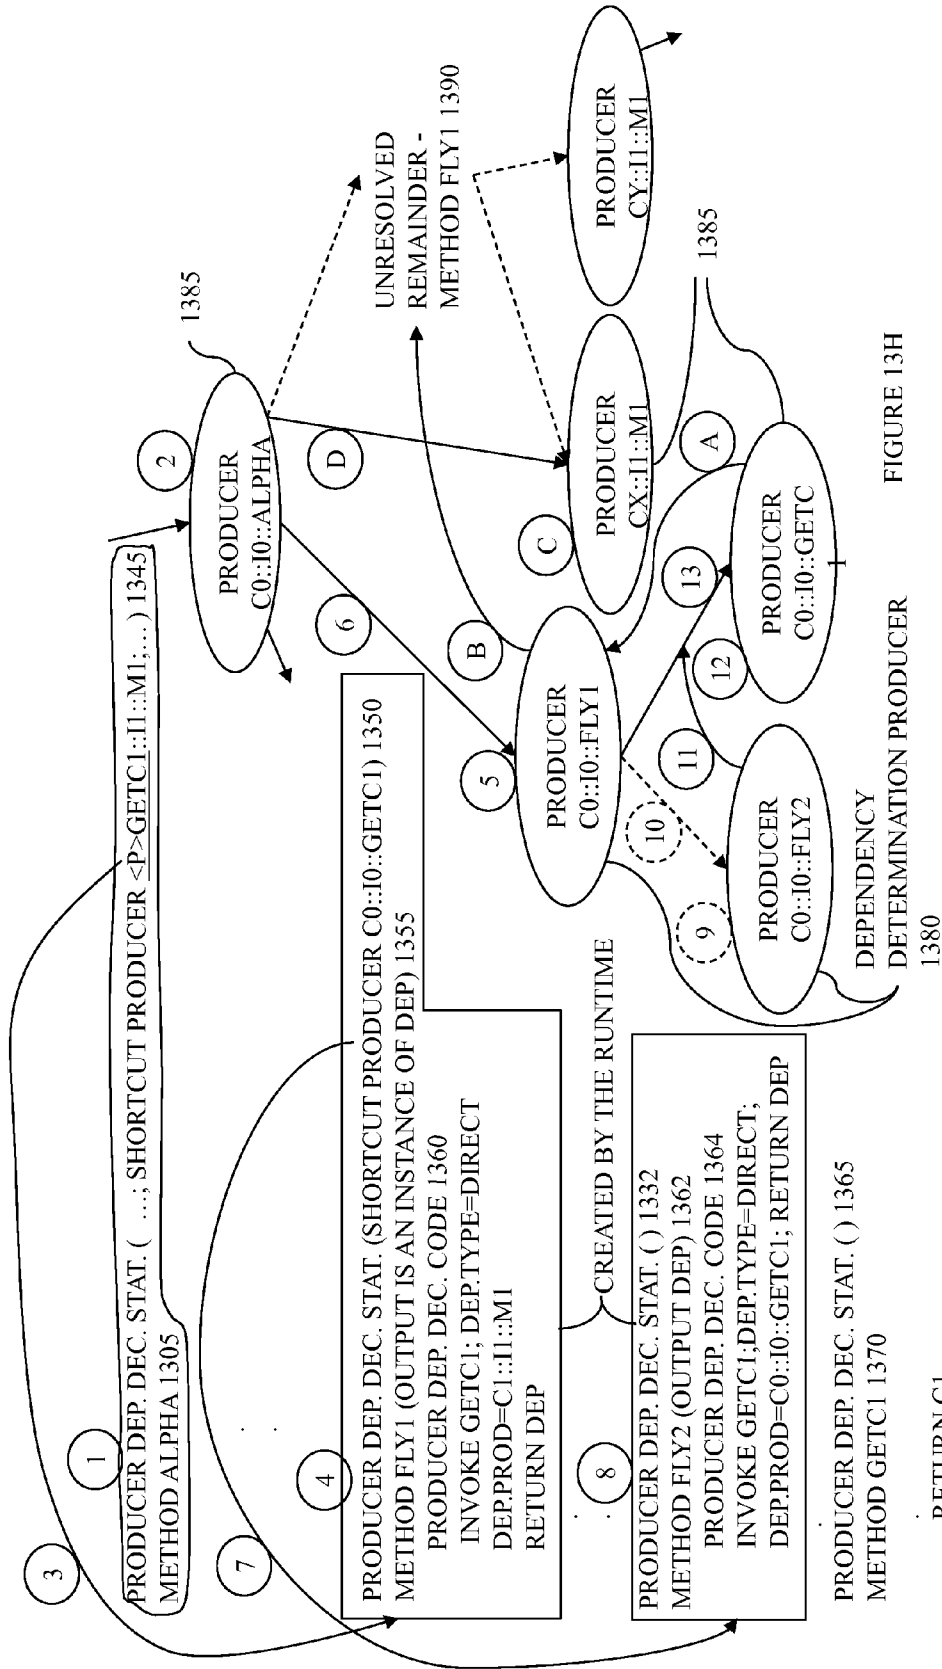 PRODUCER DEP. DEC. STAT. ( ...; SHORTCUT PRODUCER <P>GETC1::I1::M1;...) 1345
METHOD ALPHA 1305
1
3
2
PRODUCER
C0::I0::ALPHA
1385
6
D
UNRESOLVED
REMAINDER -
METHOD FLY1 1390
7
4
PRODUCER DEP. DEC. STAT. (SHORTCUT PRODUCER C0::I0::GETC1) 1350
METHOD FLY1 (OUTPUT IS AN INSTANCE OF DEP) 1355
PRODUCER DEP. DEC. CODE 1360
INVOKE GETC1; DEP.TYPE=DIRECT
DEP.PROD=C1::I1::M1
RETURN DEP
CREATED BY THE RUNTIME
5
B
PRODUCER
C0::I0::FLY1
C
PRODUCER
CX::I1::M1
PRODUCER
CY::I1::M1
8
PRODUCER DEP. DEC. STAT. ( ) 1332
METHOD FLY2 (OUTPUT DEP) 1362
PRODUCER DEP. DEC. CODE 1364
INVOKE GETC1;DEP.TYPE=DIRECT;
DEP.PROD=C0::I0::GETC1; RETURN DEP
9
10
11
12
13
A
1385
PRODUCER
C0::I0::FLY2
PRODUCER
C0::I0::GETC
1
PRODUCER DEP. DEC. STAT. ( ) 1365
METHOD GETC1 1370
RETURN C1
DEPENDENCY
DETERMINATION PRODUCER
1380
FIGURE 13H